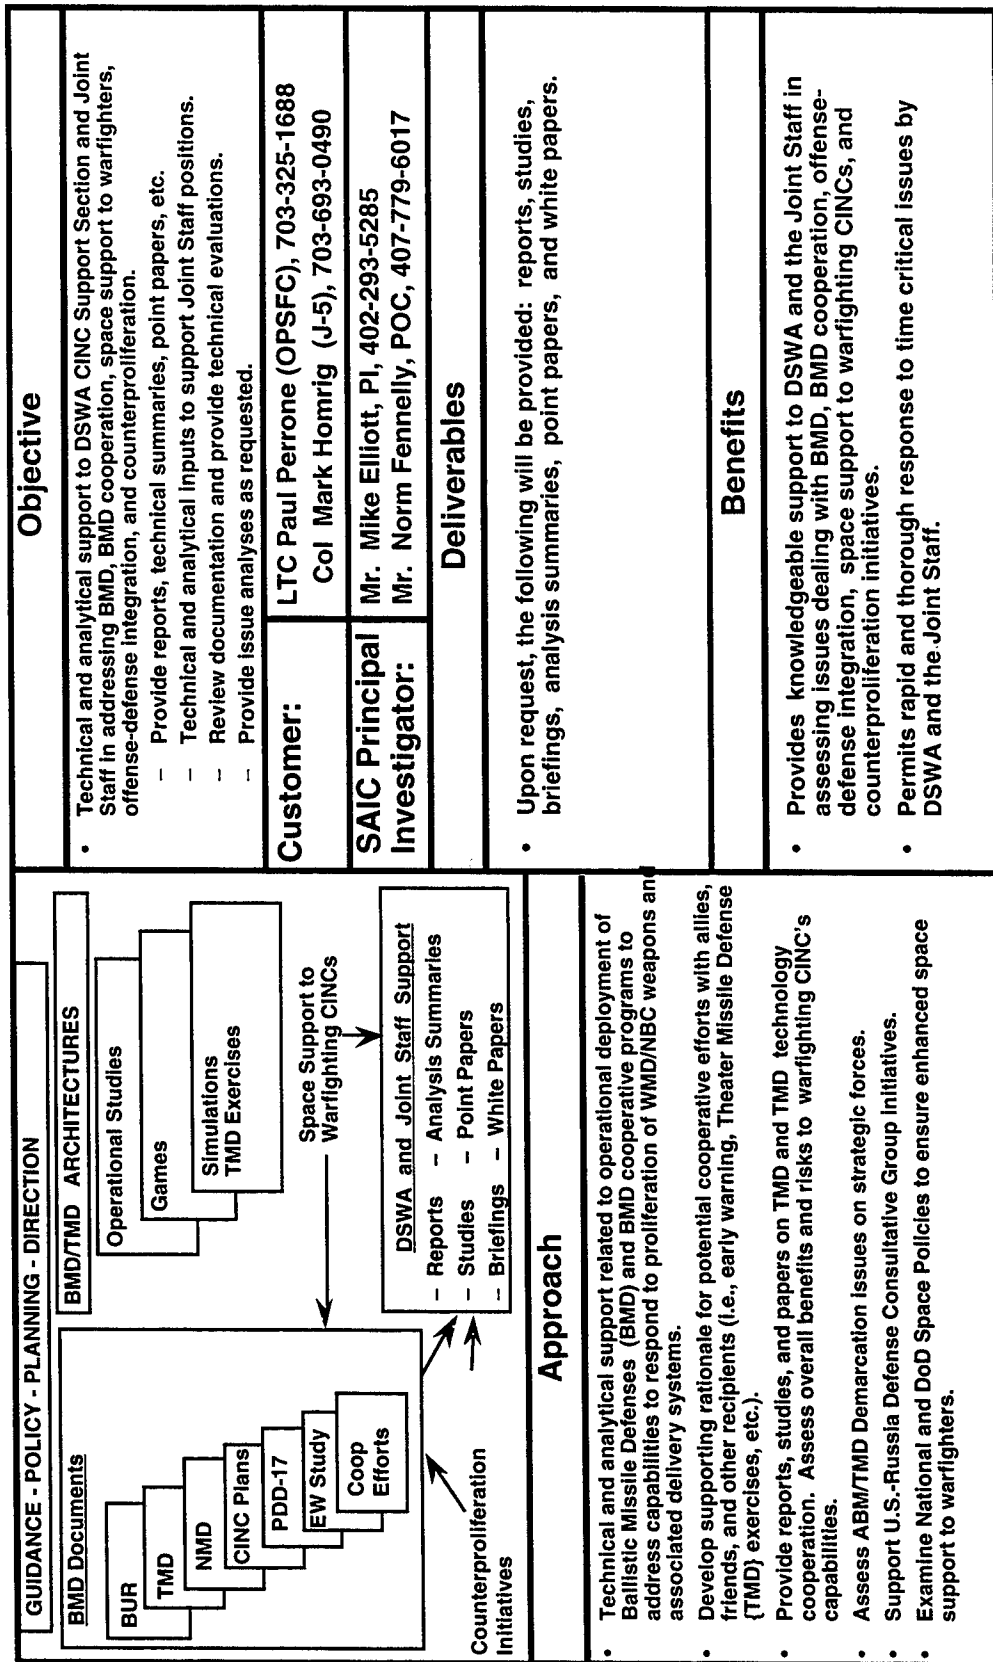 GUIDANCE - POLICY - PLANNING - DIRECTION
BMD Documents
BUR
TMD
NMD
CINC Plans
PDD-17
EW Study
Coop
Efforts
Counterproliferation
Initiatives
BMD/TMD ARCHITECTURES
Operational Studies
Games
Simulations
TMD Exercises
Space Support to
Warfighting CINCs
DSWA and Joint Staff Support
– Reports – Analysis Summaries
– Studies – Point Papers
– Briefings – White Papers
Approach
• Technical and analytical support related to operational deployment of
Ballistic Missile Defenses (BMD) and BMD cooperative programs to
address capabilities to respond to proliferation of WMD/NBC weapons and
associated delivery systems.
• Develop supporting rationale for potential cooperative efforts with allies,
friends, and other recipients (i.e., early warning, Theater Missile Defense
{TMD} exercises, etc.).
• Provide reports, studies, and papers on TMD and TMD technology
cooperation. Assess overall benefits and risks to warfighting CINC's
capabilities.
• Assess ABM/TMD Demarcation issues on strategic forces.
• Support U.S.-Russia Defense Consultative Group Initiatives.
• Examine National and DoD Space Policies to ensure enhanced space
support to warfighters.
Objective
• Technical and analytical support to DSWA CINC Support Section and Joint
Staff in addressing BMD, BMD cooperation, space support to warfighters,
offense-defense integration, and counterproliferation.
– Provide reports, technical summaries, point papers, etc.
– Technical and analytical inputs to support Joint Staff positions.
– Review documentation and provide technical evaluations.
– Provide issue analyses as requested.
Customer:
LTC Paul Perrone (OPSFC), 703-325-1688
Col Mark Homrig (J-5), 703-693-0490
SAIC Principal
Investigator:
Mr. Mike Elliott, PI, 402-293-5285
Mr. Norm Fennelly, POC, 407-779-6017
Deliverables
• Upon request, the following will be provided: reports, studies,
briefings, analysis summaries, point papers, and white papers.
Benefits
• Provides knowledgeable support to DSWA and the Joint Staff in
assessing issues dealing with BMD, BMD cooperation, offense-
defense integration, space support to warfighting CINCs, and
counterproliferation initiatives.
• Permits rapid and thorough response to time critical issues by
DSWA and the Joint Staff.